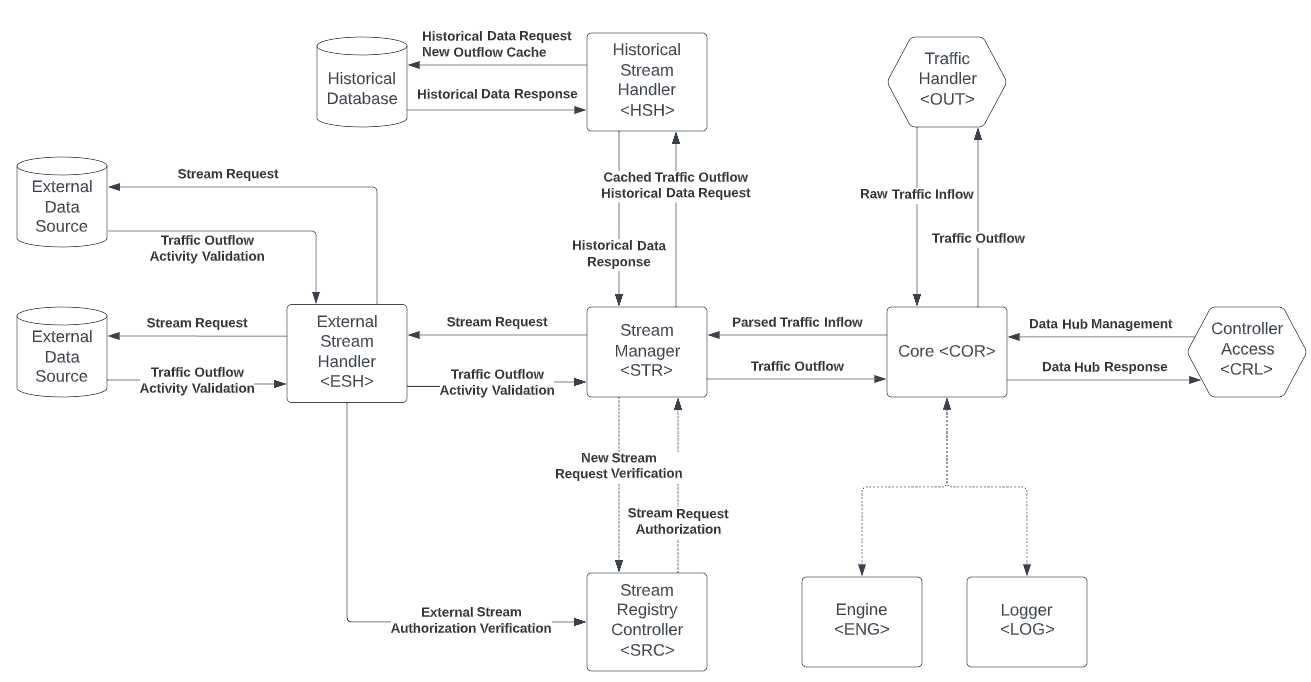 Historical Data Request
New Outflow Cache
Historical
Database
Historical Data Response
Historical
Stream
Handler
<HSH>
Traffic
Handler
<OUT>
External
Data
Source
Stream Request
Traffic Outflow
Activity Validation
Cached Traffic Outflow
Historical Data Request
Historical Data
Response
Raw Traffic Inflow
Traffic Outflow
External
Data
Source
Stream Request
Traffic Outflow
Activity Validation
External
Stream
Handler
<ESH>
Stream Request
Traffic Outflow
Activity Validation
Stream
Manager
<STR>
Parsed Traffic Inflow
Traffic Outflow
Core <COR>
Data Hub Management
Data Hub Response
Controller
Access
<CRL>
New Stream
Request Verification
Stream Request
Authorization
External Stream
Authorization Verification
Stream
Registry
Controller
<SRC>
Engine
<ENG>
Logger
<LOG>